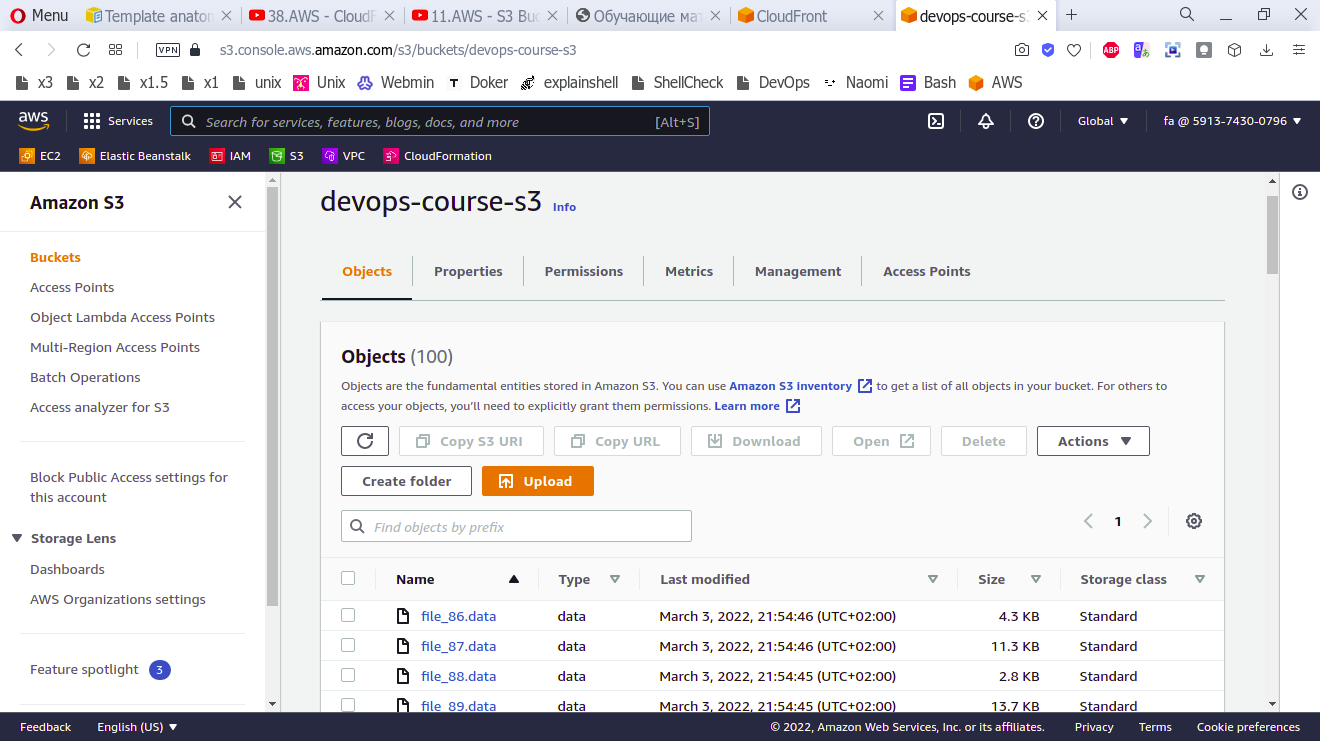 Menu
Template anaton
38.AWS - CloudF
11.AWS - S3 Buc
Обучающие мат
CloudFront
devops-course-s3
VPN
s3.console.aws.amazon.com/s3/buckets/devops-course-s3
ABP
x3
x2
x1.5
x1
unix
Unix
Webmin
T Doker
explainshell
ShellCheck
DevOps
Naomi
Bash
AWS
aws
Services
Search for services, features, blogs, docs, and more
[Alt+S]
Global
fa @ 5913-7430-0796
EC2
Elastic Beanstalk
IAM
S3
VPC
CloudFormation
Amazon S3
Buckets
Access Points
Object Lambda Access Points
Multi-Region Access Points
Batch Operations
Access analyzer for S3
Block Public Access settings for
this account
Storage Lens
Dashboards
AWS Organizations settings
Feature spotlight 3
devops-course-s3 Info
Objects
Properties
Permissions
Metrics
Management
Access Points
Objects (100)
Objects are the fundamental entities stored in Amazon S3. You can use Amazon S3 inventory to get a list of all objects in your bucket. For others to
access your objects, you’ll need to explicitly grant them permissions. Learn more
Copy S3 URI
Copy URL
Download
Open
Delete
Actions
Create folder
Upload
Find objects by prefix
1
Name Type Last modified Size Storage class
file_86.data data March 3, 2022, 21:54:46 (UTC+02:00) 4.3 KB Standard
file_87.data data March 3, 2022, 21:54:46 (UTC+02:00) 11.3 KB Standard
file_88.data data March 3, 2022, 21:54:45 (UTC+02:00) 2.8 KB Standard
file_89.data data March 3, 2022, 21:54:45 (UTC+02:00) 13.7 KB Standard
Feedback
English (US)
© 2022, Amazon Web Services, Inc. or its affiliates.
Privacy
Terms
Cookie preferences